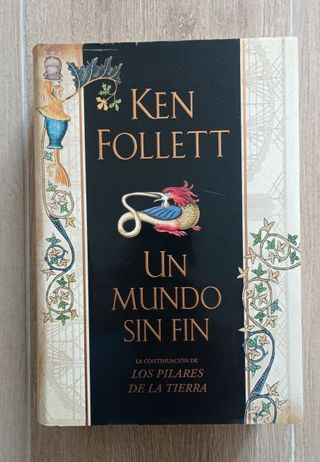 KEN
FOLLETT
UN
MUNDO
SIN FIN
LA CONTINUACIÓN DE
LOS PILARES
DE LA TIERRA